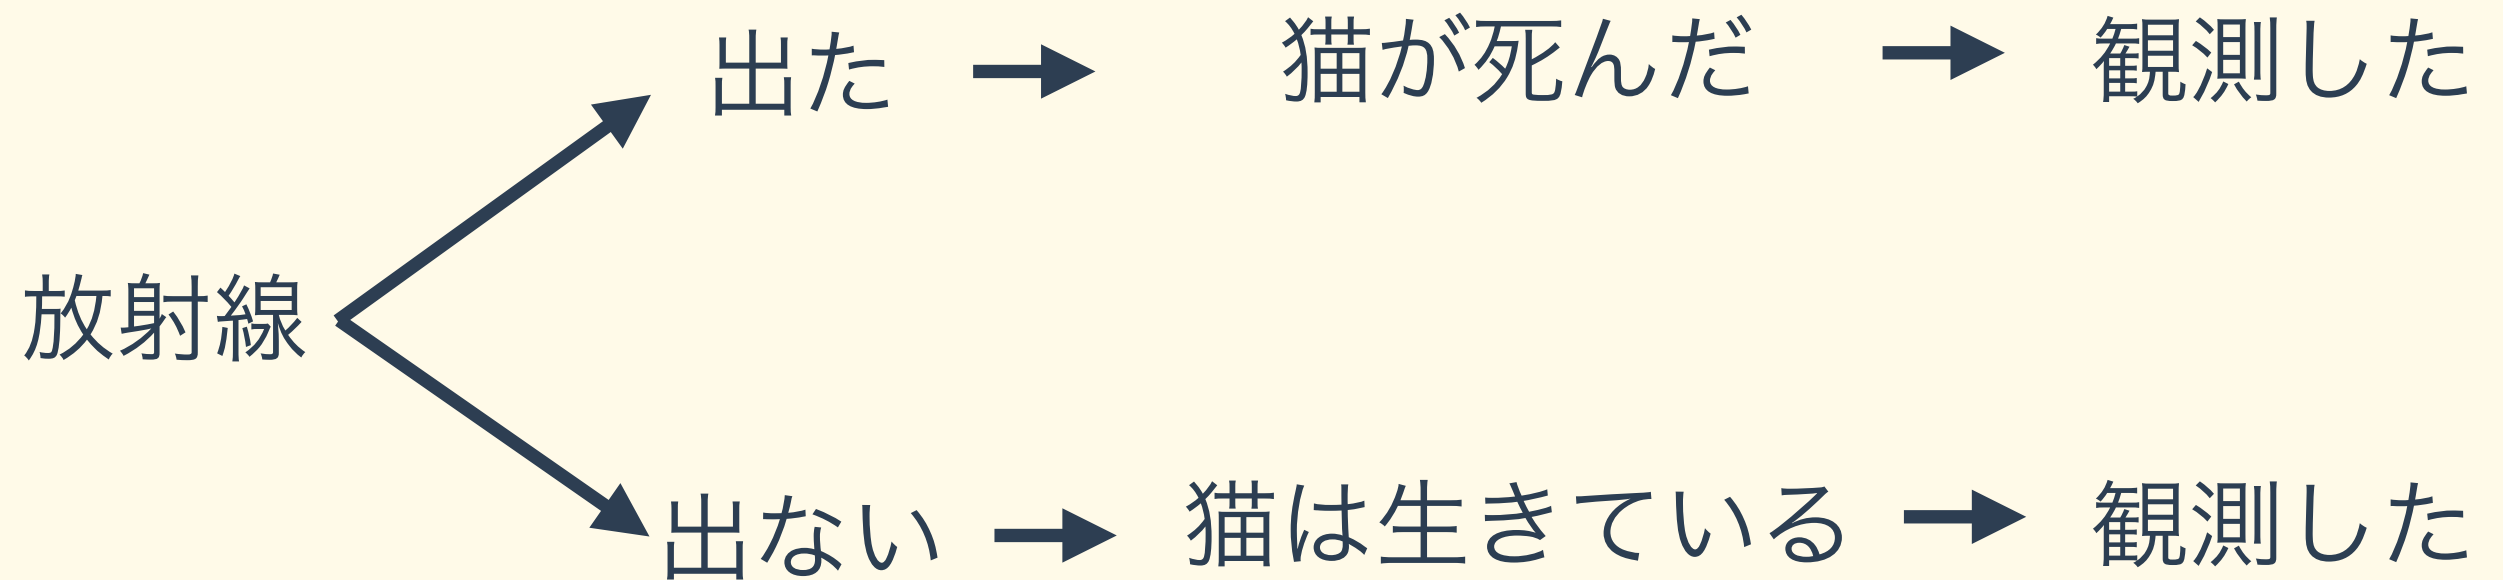 出た → 猫が死んだ → 観測した
放射線
出ない → 猫は生きている → 観測した